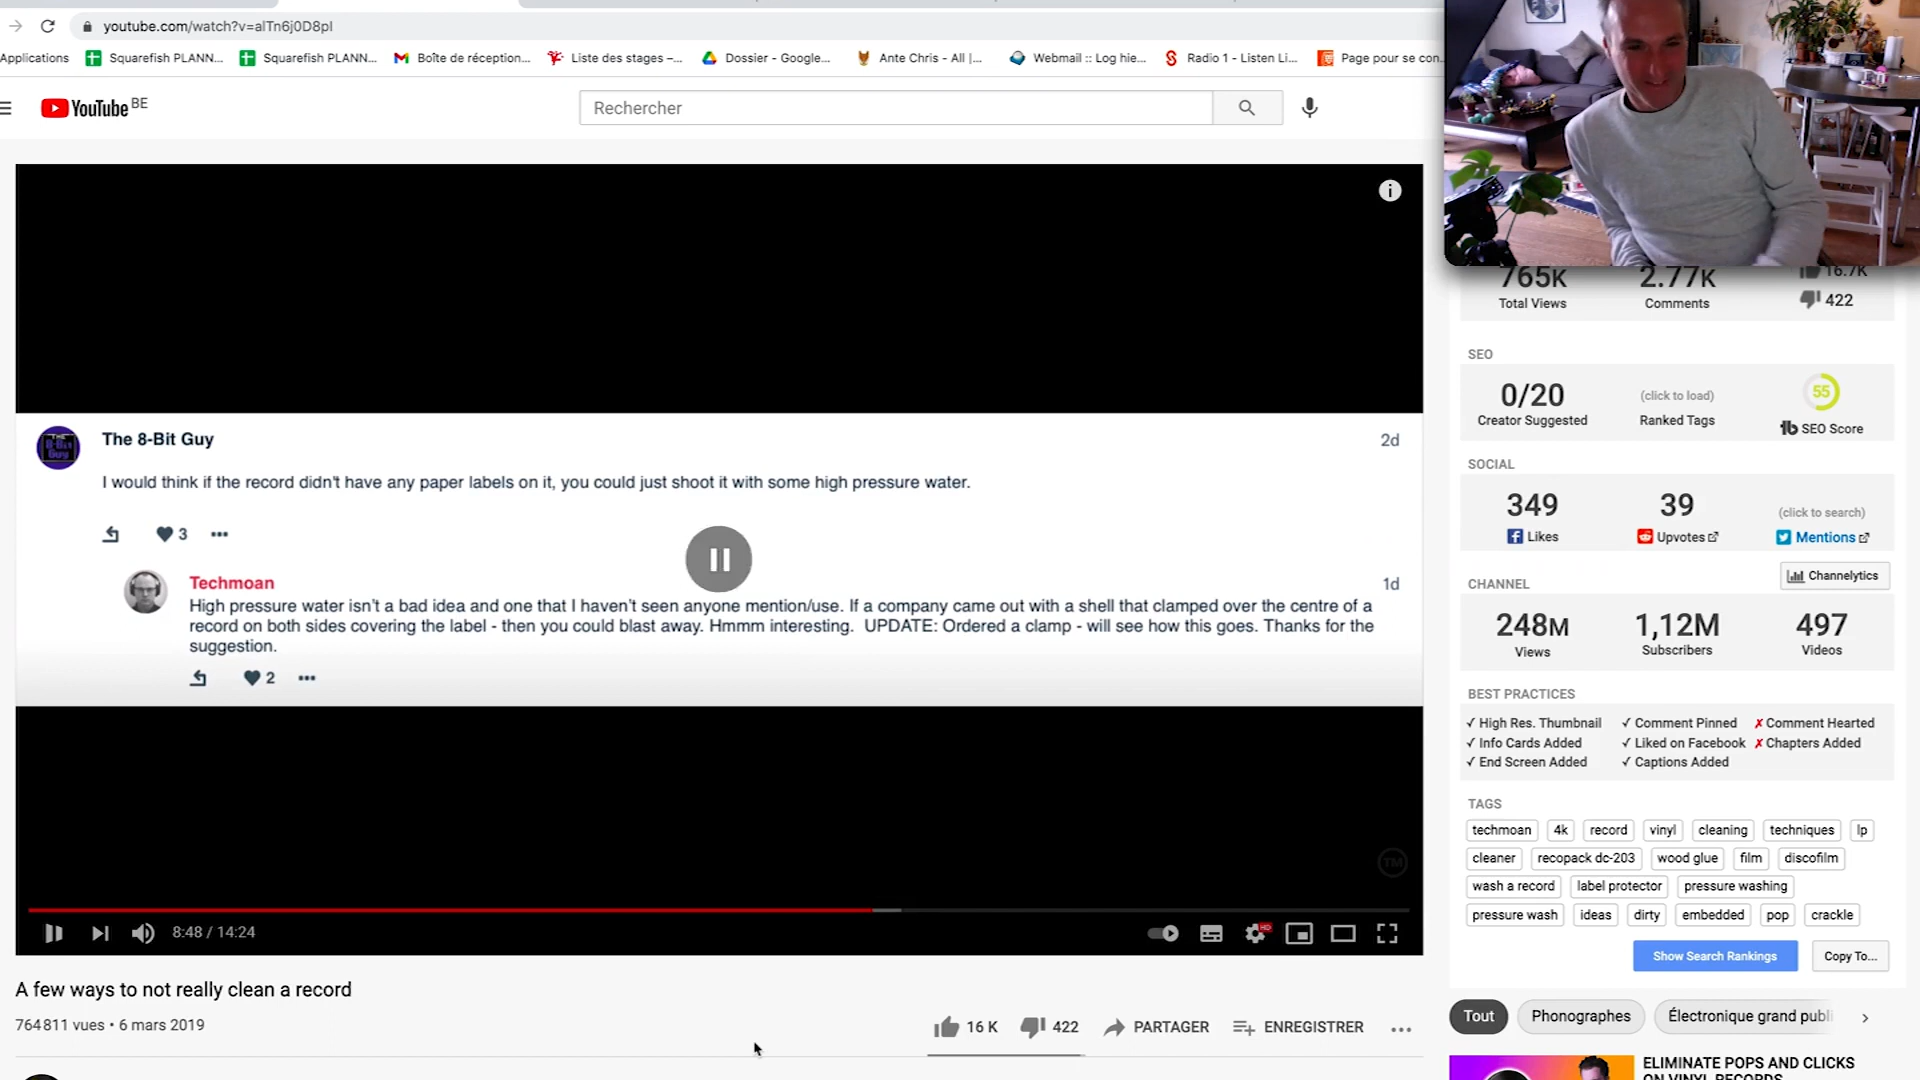 youtube.com/watch?v=alTn6j0D8pI
Applications
Squarefish PLANN...
Squarefish PLANN...
Boîte de réception...
Liste des stages –...
Dossier - Google...
Ante Chris - All |...
Webmail :: Log hie...
Radio 1 - Listen Li...
Page pour se con...
YouTube BE
Rechercher
The 8-Bit Guy
2d
I would think if the record didn't have any paper labels on it, you could just shoot it with some high pressure water.
3
Techmoan
1d
High pressure water isn't a bad idea and one that I haven't seen anyone mention/use. If a company came out with a shell that clamped over the centre of a
record on both sides covering the label - then you could blast away. Hmmm interesting. UPDATE: Ordered a clamp - will see how this goes. Thanks for the
suggestion.
2
TM
8:48 / 14:24
HD
A few ways to not really clean a record
764 811 vues • 6 mars 2019
16 K
422
PARTAGER
ENREGISTRER
765K
Total Views
2.77K
Comments
16.7K
422
SEO
0/20
Creator Suggested
(click to load)
Ranked Tags
55
SEO Score
SOCIAL
349
Likes
39
Upvotes
(click to search)
Mentions
CHANNEL
Channelytics
248M
Views
1,12M
Subscribers
497
Videos
BEST PRACTICES
✓ High Res. Thumbnail ✓ Comment Pinned ✗ Comment Hearted
✓ Info Cards Added ✓ Liked on Facebook ✗ Chapters Added
✓ End Screen Added ✓ Captions Added
TAGS
techmoan 4k record vinyl cleaning techniques lp
cleaner recopack dc-203 wood glue film discofilm
wash a record label protector pressure washing
pressure wash ideas dirty embedded pop crackle
Show Search Rankings
Copy To...
Tout
Phonographes
Électronique grand publi
ELIMINATE POPS AND CLICKS
ON VINYL RECORDS